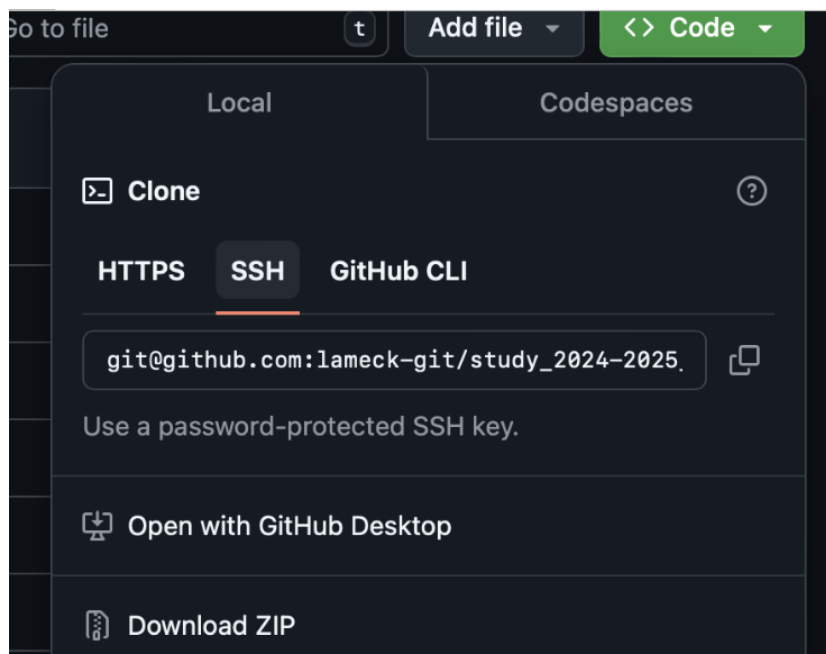 Go to file t Add file <> Code
Local Codespaces
Clone
HTTPS SSH GitHub CLI
git@github.com:lameck-git/study_2024-2025_
Use a password-protected SSH key.
Open with GitHub Desktop
Download ZIP